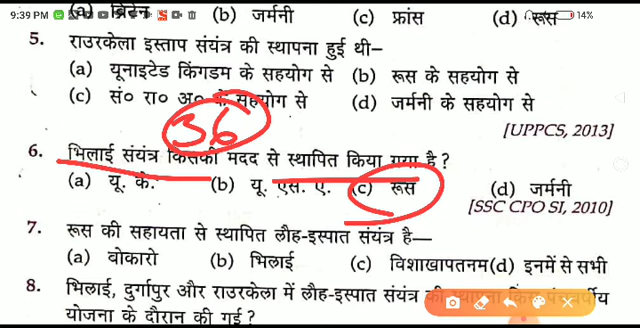 9:39 PM 14%
(a) ब्रिटेन (b) जर्मनी (c) फ्रांस (d) रूस
5. राउरकेला इस्ताप संयंत्र की स्थापना हुई थी—
(a) यूनाइटेड किंगडम के सहयोग से (b) रूस के सहयोग से
(c) सं० रा० अ० के सहयोग से (d) जर्मनी के सहयोग से
[UPPCS, 2013]
36
6. भिलाई संयंत्र किसकी मदद से स्थापित किया गया है ?
(a) यू. के. (b) यू. एस. ए. (c) रूस (d) जर्मनी
[SSC CPO SI, 2010]
7. रूस की सहायता से स्थापित लौह-इस्पात संयंत्र है—
(a) वोकारो (b) भिलाई (c) विशाखापतनम (d) इनमें से सभी
8. भिलाई, दुर्गापुर और राउरकेला में लौह-इस्पात संयंत्र की किस
योजना के दौरान की गई ?